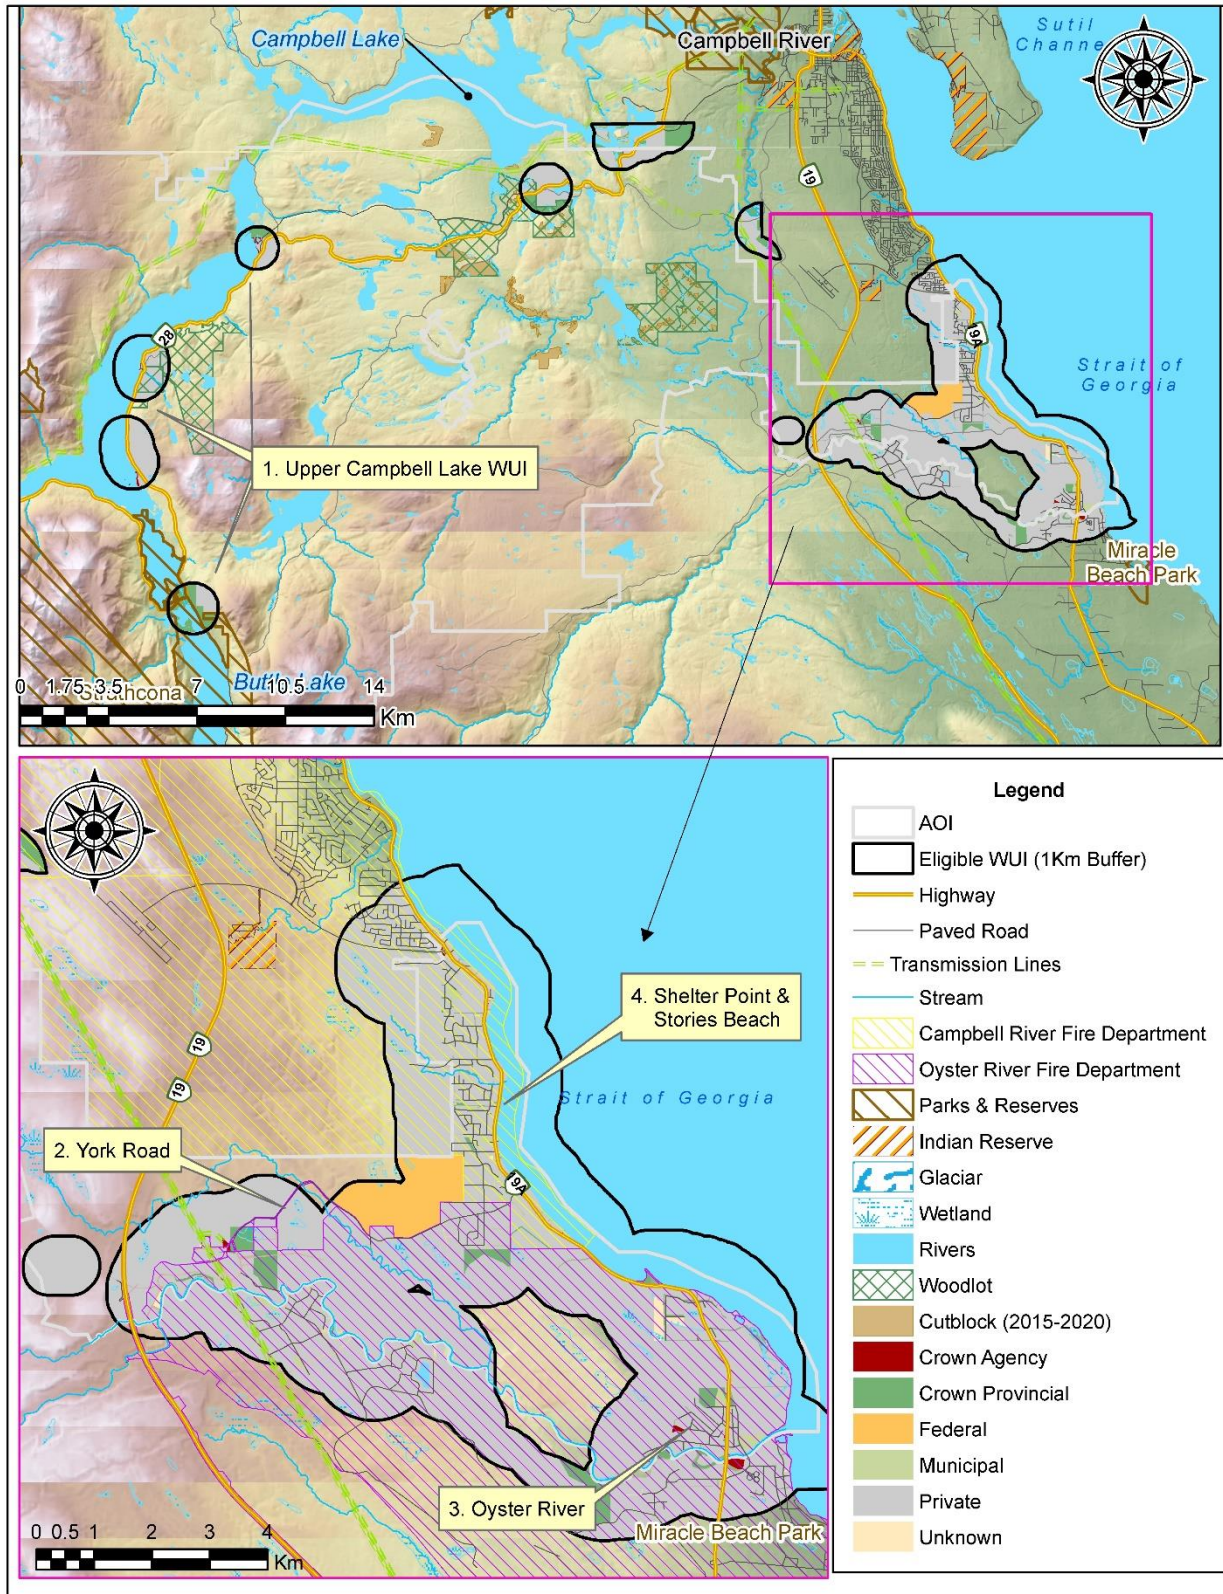 Campbell Lake
Campbell River
Sutil
Channe
19
28
19A
Strait of
Georgia
1. Upper Campbell Lake WUI
Miracle
Beach Park
Strathcona
Buttle Lake
0 1.75 3.5 7 10.5 14
Km
19
19
4. Shelter Point &
Stories Beach
Strait of Georgia
2. York Road
19A
3. Oyster River
Miracle Beach Park
0 0.5 1 2 3 4
Km
Legend
AOI
Eligible WUI (1Km Buffer)
Highway
Paved Road
Transmission Lines
Stream
Campbell River Fire Department
Oyster River Fire Department
Parks & Reserves
Indian Reserve
Glaciar
Wetland
Rivers
Woodlot
Cutblock (2015-2020)
Crown Agency
Crown Provincial
Federal
Municipal
Private
Unknown